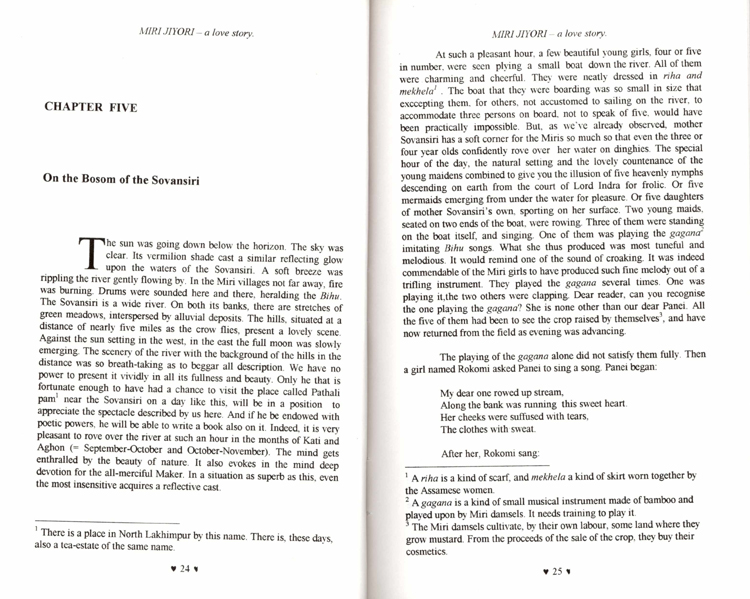 MIRI JIYORI – a love story.
CHAPTER FIVE
On the Bosom of the Sovansiri
The sun was going down below the horizon. The sky was
clear. Its vermilion shade cast a similar reflecting glow
upon the waters of the Sovansiri. A soft breeze was
rippling the river gently flowing by. In the Miri villages not far away, fire
was burning. Drums were sounded here and there, heralding the Bihu.
The Sovansiri is a wide river. On both its banks, there are stretches of
green meadows, interspersed by alluvial deposits. The hills, situated at a
distance of nearly five miles as the crow flies, present a lovely scene.
Against the sun setting in the west, in the east the full moon was slowly
emerging. The scenery of the river with the background of the hills in the
distance was so breath-taking as to beggar all description. We have no
power to present it vividly in all its fullness and beauty. Only he that is
fortunate enough to have had a chance to visit the place called Pathali
pam¹ near the Sovansiri on a day like this, will be in a position to
appreciate the spectacle described by us here. And if he be endowed with
poetic powers, he will be able to write a book also on it. Indeed, it is very
pleasant to rove over the river at such an hour in the months of Kati and
Aghon (= September-October and October-November). The mind gets
enthralled by the beauty of nature. It also evokes in the mind deep
devotion for the all-merciful Maker. In a situation as superb as this, even
the most insensitive acquires a reflective cast.
¹ There is a place in North Lakhimpur by this name. There is, these days,
also a tea-estate of the same name.
♥ 24 ♥
MIRI JIYORI – a love story.
At such a pleasant hour, a few beautiful young girls, four or five
in number, were seen plying a small boat down the river. All of them
were charming and cheerful. They were neatly dressed in riha and
mekhela¹ . The boat that they were boarding was so small in size that
exccepting them, for others, not accustomed to sailing on the river, to
accommodate three persons on board, not to speak of five, would have
been practically impossible. But, as we've already observed, mother
Sovansiri has a soft corner for the Miris so much so that even the three or
four year olds confidently rove over her water on dinghies. The special
hour of the day, the natural setting and the lovely countenance of the
young maidens combined to give you the illusion of five heavenly nymphs
descending on earth from the court of Lord Indra for frolic. Or five
mermaids emerging from under the water for pleasure. Or five daughters
of mother Sovansiri's own, sporting on her surface. Two young maids,
seated on two ends of the boat, were rowing. Three of them were standing
on the boat itself, and singing. One of them was playing the gagana²
imitating Bihu songs. What she thus produced was most tuneful and
melodious. It would remind one of the sound of croaking. It was indeed
commendable of the Miri girls to have produced such fine melody out of a
trifling instrument. They played the gagana several times. One was
playing it,the two others were clapping. Dear reader, can you recognise
the one playing the gagana? She is none other than our dear Panei. All
the five of them had been to see the crop raised by themselves³, and have
now returned from the field as evening was advancing.
The playing of the gagana alone did not satisfy them fully. Then
a girl named Rokomi asked Panei to sing a song. Panei began:
My dear one rowed up stream,
Along the bank was running this sweet heart.
Her cheeks were suffused with tears,
The clothes with sweat.
After her, Rokomi sang:
¹ A riha is a kind of scarf, and mekhela a kind of skirt worn together by
the Assamese women.
² A gagana is a kind of small musical instrument made of bamboo and
played upon by Miri damsels. It needs training to play it.
³ The Miri damsels cultivate, by their own labour, some land where they
grow mustard. From the proceeds of the sale of the crop, they buy their
cosmetics.
♥ 25 ♥